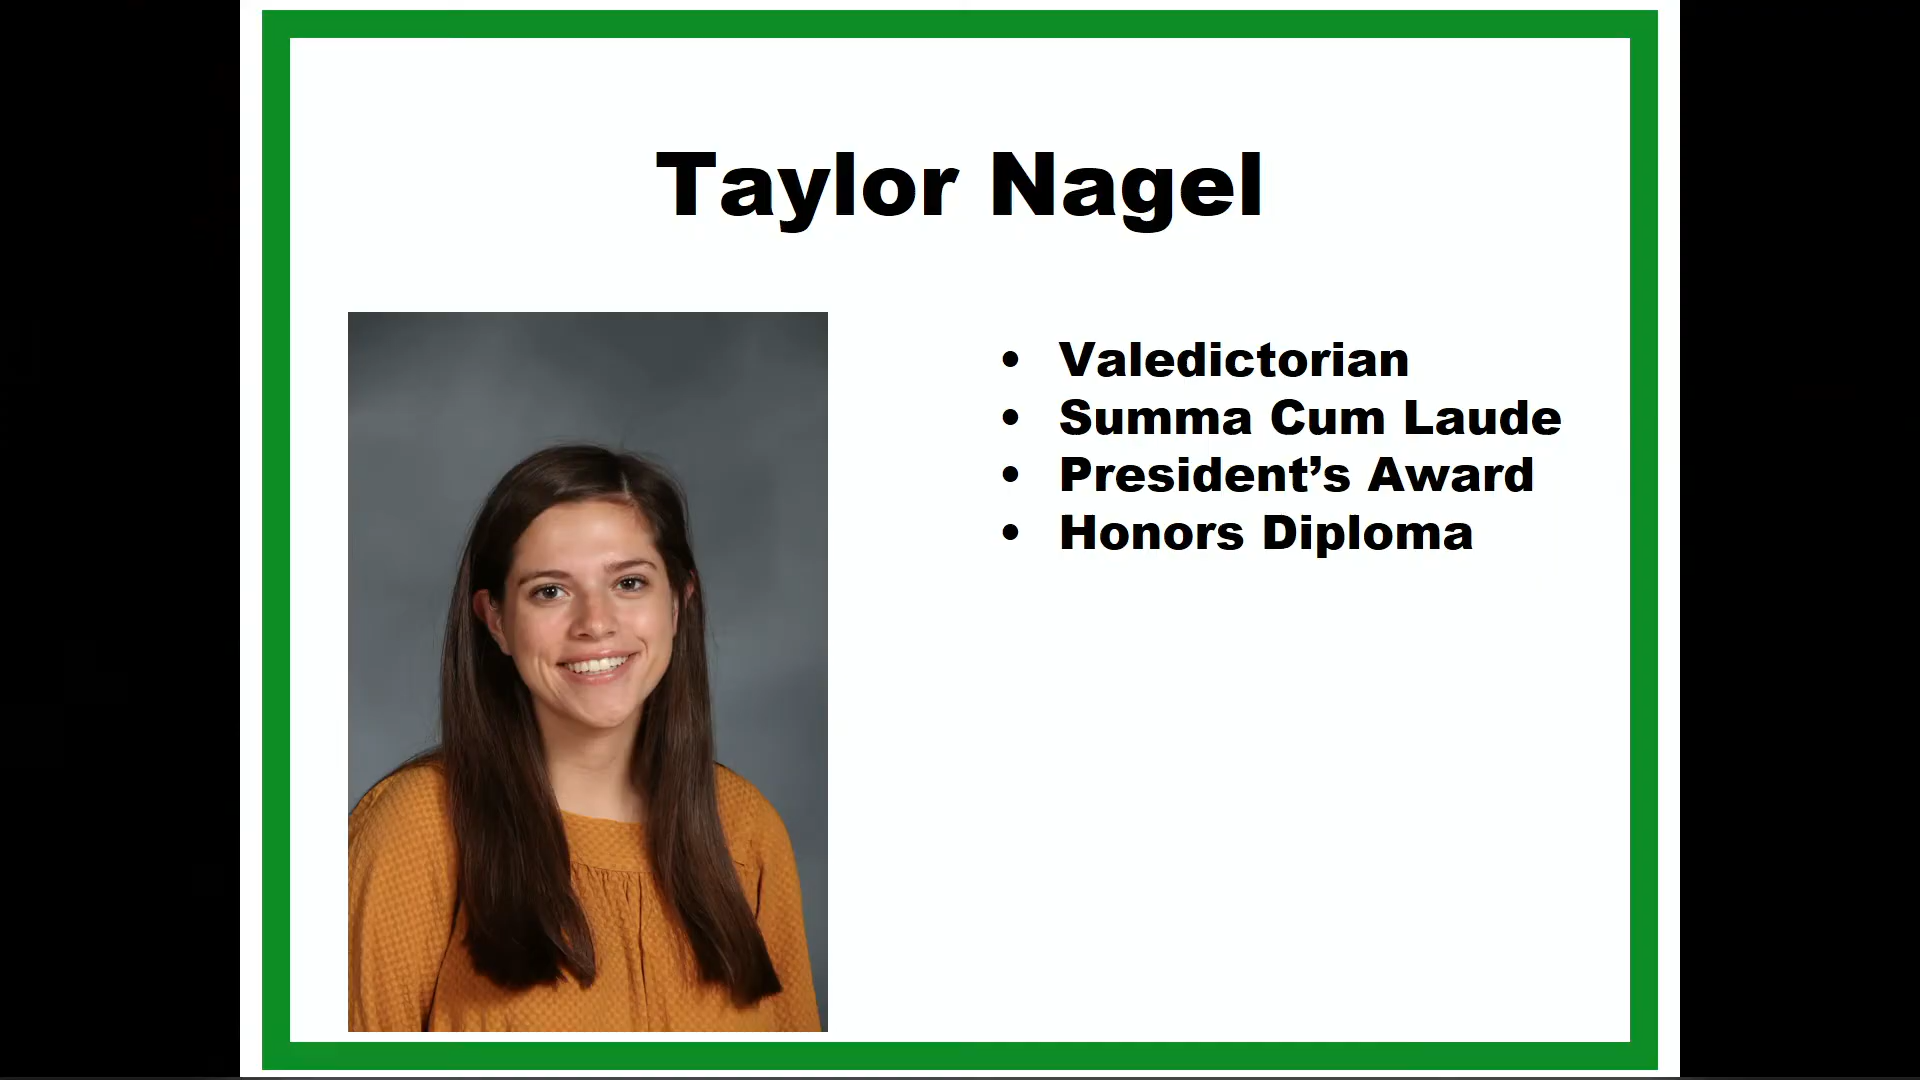 Taylor Nagel
• Valedictorian
• Summa Cum Laude
• President’s Award
• Honors Diploma